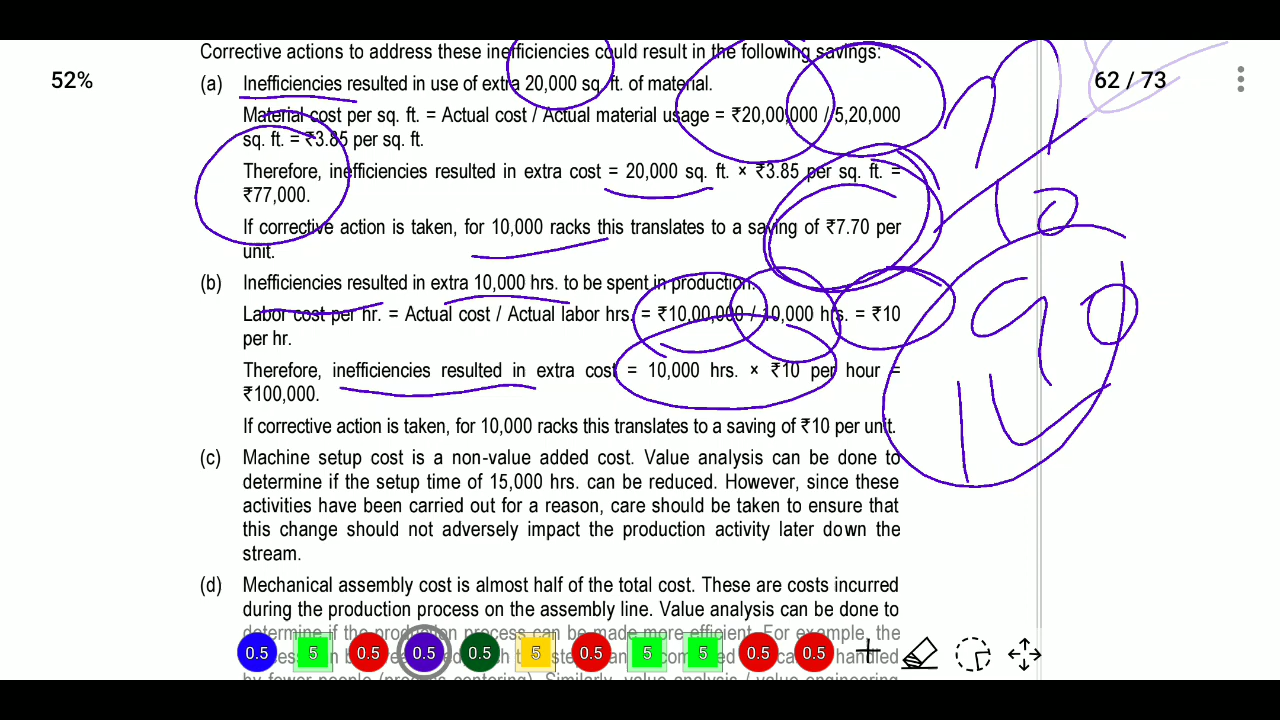 Corrective actions to address these inefficiencies could result in the following savings:
52%
62 / 73
(a) Inefficiencies resulted in use of extra 20,000 sq. ft. of material.
Material cost per sq. ft. = Actual cost / Actual material usage = ₹20,00,000 / 5,20,000
sq. ft. = ₹3.85 per sq. ft.
Therefore, inefficiencies resulted in extra cost = 20,000 sq. ft. × ₹3.85 per sq. ft. =
₹77,000.
If corrective action is taken, for 10,000 racks this translates to a saving of ₹7.70 per
unit.
(b) Inefficiencies resulted in extra 10,000 hrs. to be spent in production.
Labor cost per hr. = Actual cost / Actual labor hrs. = ₹10,00,000 / 10,000 hrs. = ₹10
per hr.
Therefore, inefficiencies resulted in extra cost = 10,000 hrs. × ₹10 per hour =
₹100,000.
If corrective action is taken, for 10,000 racks this translates to a saving of ₹10 per unit.
(c) Machine setup cost is a non-value added cost. Value analysis can be done to
determine if the setup time of 15,000 hrs. can be reduced. However, since these
activities have been carried out for a reason, care should be taken to ensure that
this change should not adversely impact the production activity later down the
stream.
(d) Mechanical assembly cost is almost half of the total cost. These are costs incurred
during the production process on the assembly line. Value analysis can be done to
determine if the production process can be made more efficient. For example, the
0.5 5 0.5 0.5 0.5 5 0.5 5 5 0.5 0.5